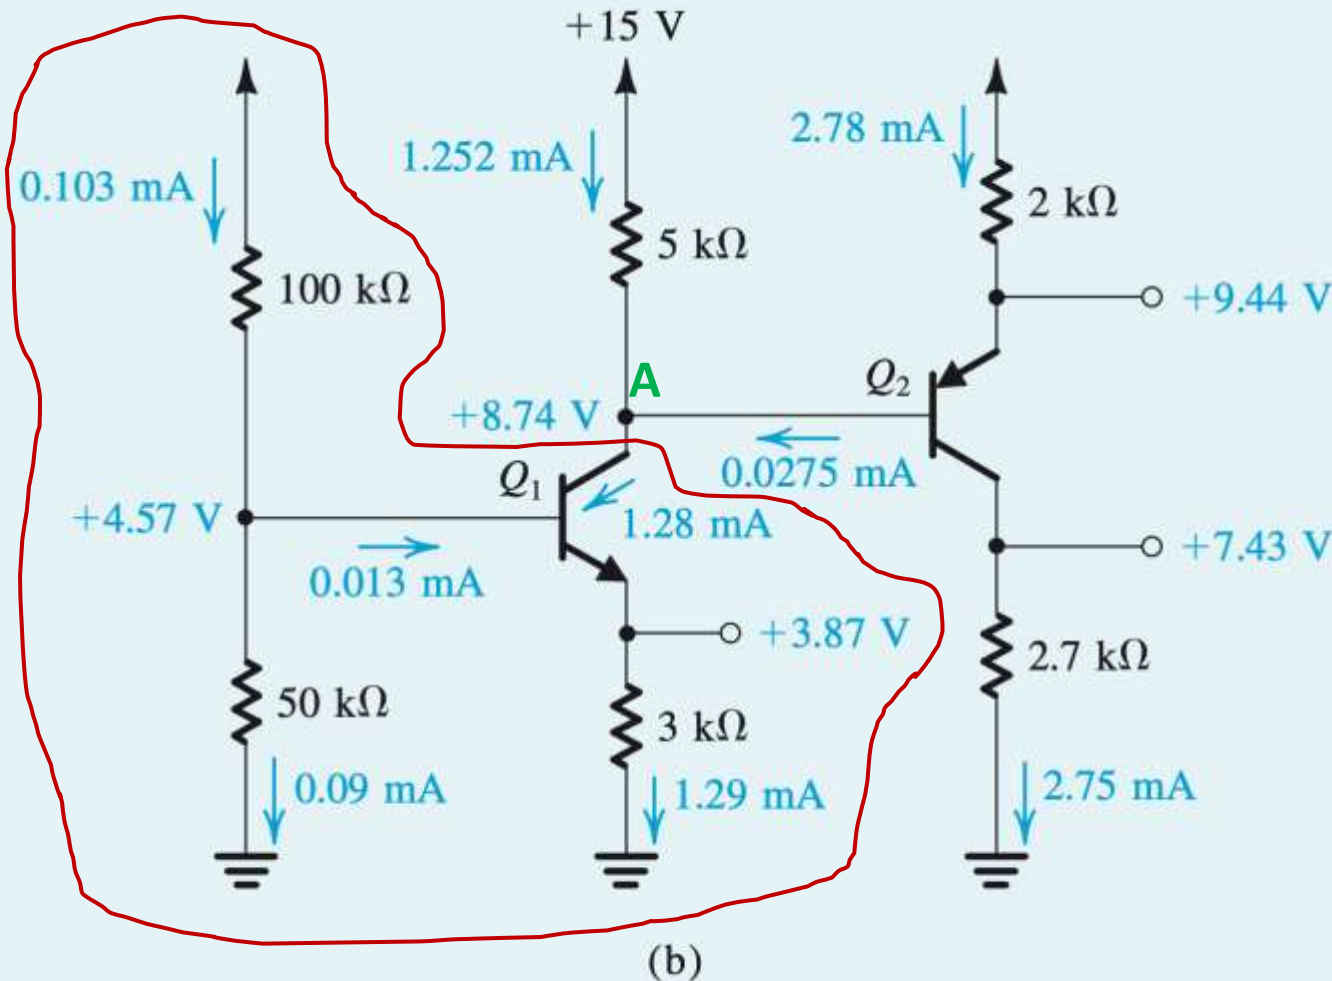 +15 V
2.78 mA
1.252 mA
0.103 mA
2 kΩ
5 kΩ
100 kΩ
+9.44 V
A
Q2
+8.74 V
0.0275 mA
Q1
+4.57 V
1.28 mA
+7.43 V
0.013 mA
+3.87 V
2.7 kΩ
50 kΩ
3 kΩ
0.09 mA
1.29 mA
2.75 mA
(b)